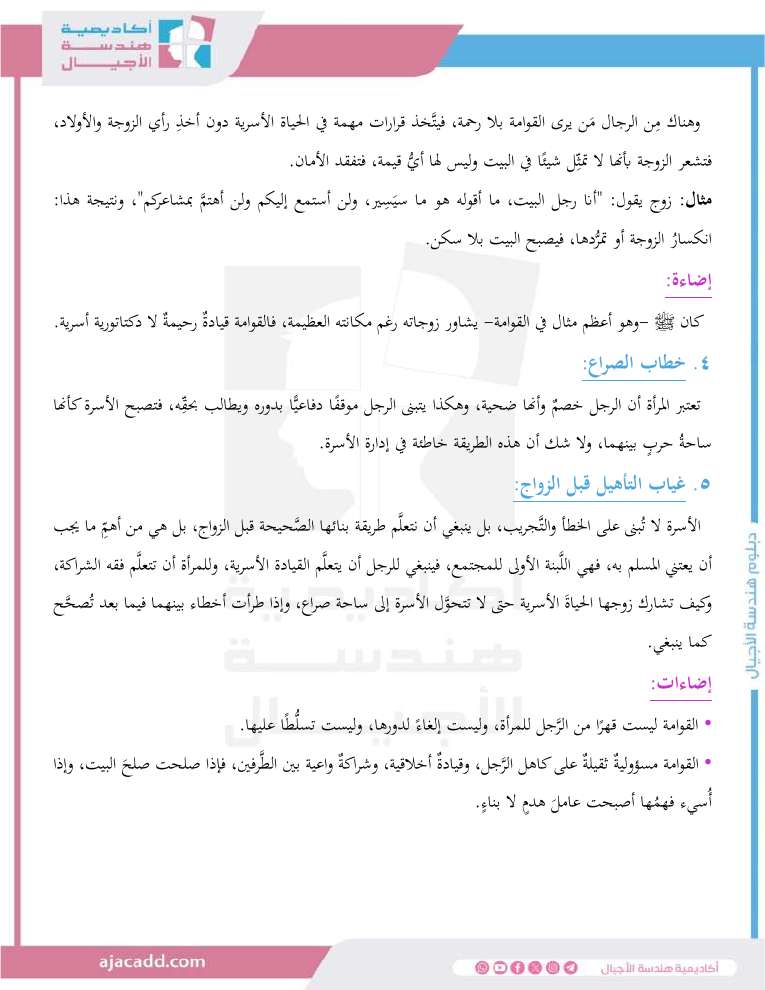 أكاديمية
هندسة
الأجيال
وهناك مِن الرجال مَن يرى القوامة بلا رحمة، فيتَّخذ قرارات مهمة في الحياة الأسرية دون أخذِ رأي الزوجة والأولاد،
فتشعر الزوجة بأنها لا تمثِّل شيئًا في البيت وليس لها أيُّ قيمة، فتفقد الأمان.
مثال: زوج يقول: "أنا رجل البيت، ما أقوله هو ما سيَسِير، ولن أستمع إليكم ولن أهتمَّ بمشاعركم"، ونتيجة هذا:
انكسارُ الزوجة أو تمرُّدها، فيصبح البيت بلا سكن.
إضاءة:
كان ﷺ –وهو أعظم مثال في القوامة– يشاور زوجاته رغم مكانته العظيمة، فالقوامة قيادةٌ رحيمةٌ لا دكتاتورية أسرية.
٤. خطاب الصراع:
تعتبر المرأة أن الرجل خصمٌ وأنها ضحية، وهكذا يتبنى الرجل موقفًا دفاعيًّا بدوره ويطالب بحقِّه، فتصبح الأسرة كأنها
ساحةُ حربٍ بينهما، ولا شك أن هذه الطريقة خاطئة في إدارة الأسرة.
٥. غياب التأهيل قبل الزواج:
الأسرة لا تُبنى على الخطأ والتَّجريب، بل ينبغي أن نتعلَّم طريقة بنائها الصَّحيحة قبل الزواج، بل هي من أهمِّ ما يجب
أن يعتني المسلم به، فهي اللَّبنة الأولى للمجتمع، فينبغي للرجل أن يتعلَّم القيادة الأسرية، وللمرأة أن تتعلَّم فقه الشراكة،
وكيف تشارك زوجها الحياةَ الأسرية حتى لا تتحوَّل الأسرة إلى ساحة صراع، وإذا طرأت أخطاء بينهما فيما بعد تُصحَّح
كما ينبغي.
إضاءات:
• القوامة ليست قهرًا من الرَّجل للمرأة، وليست إلغاءً لدورها، وليست تسلُّطًا عليها.
• القوامة مسؤوليةٌ ثقيلةٌ على كاهل الرَّجل، وقيادةٌ أخلاقية، وشراكةٌ واعية بين الطَّرفين، فإذا صلحت صلحَ البيت، وإذا
أُسيء فهمُها أصبحت عاملَ هدمٍ لا بناءٍ.
دبلوم هندسة الأجيال
أكاديمية
هندسة
الأجيال
أكاديمية هندسة الأجيال
ajacadd.com